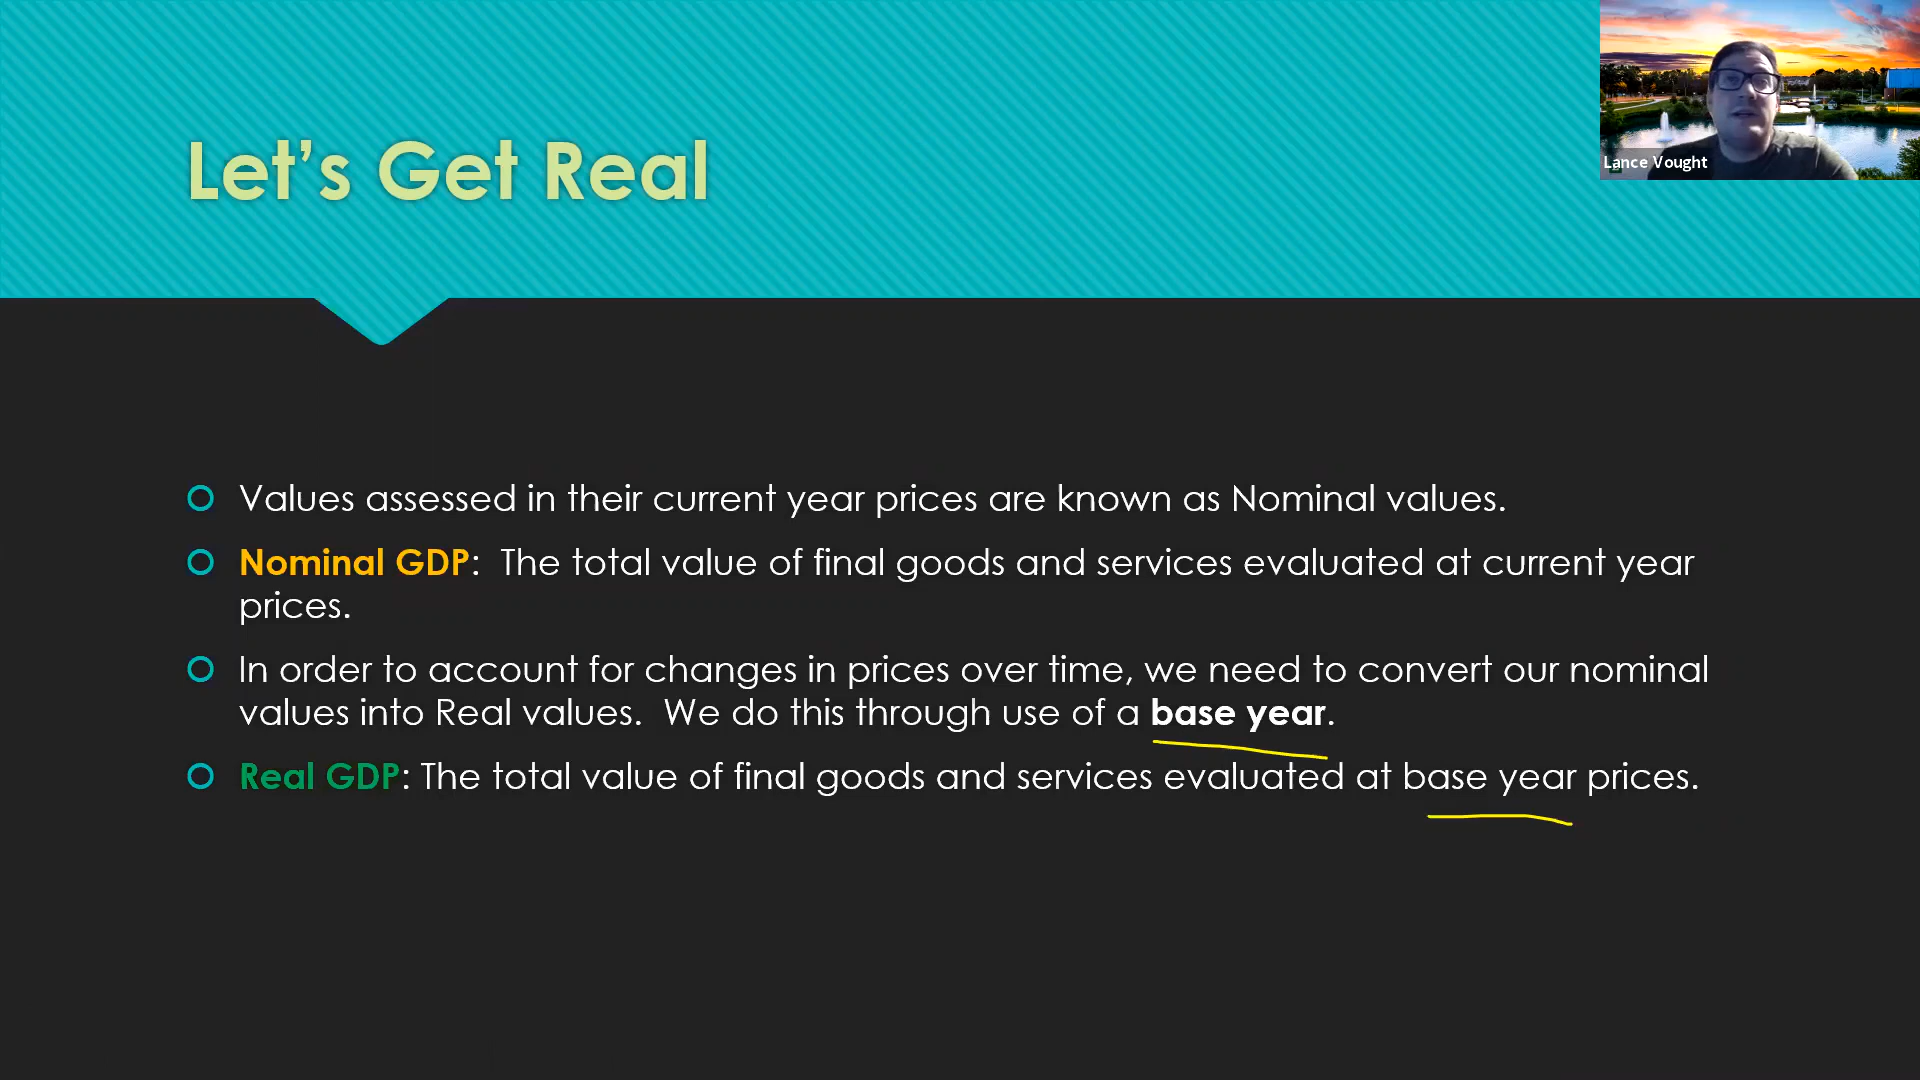 Let's Get Real
Lance Vought
Values assessed in their current year prices are known as Nominal values.
Nominal GDP:  The total value of final goods and services evaluated at current year
prices.
In order to account for changes in prices over time, we need to convert our nominal
values into Real values.  We do this through use of a base year.
Real GDP: The total value of final goods and services evaluated at base year prices.